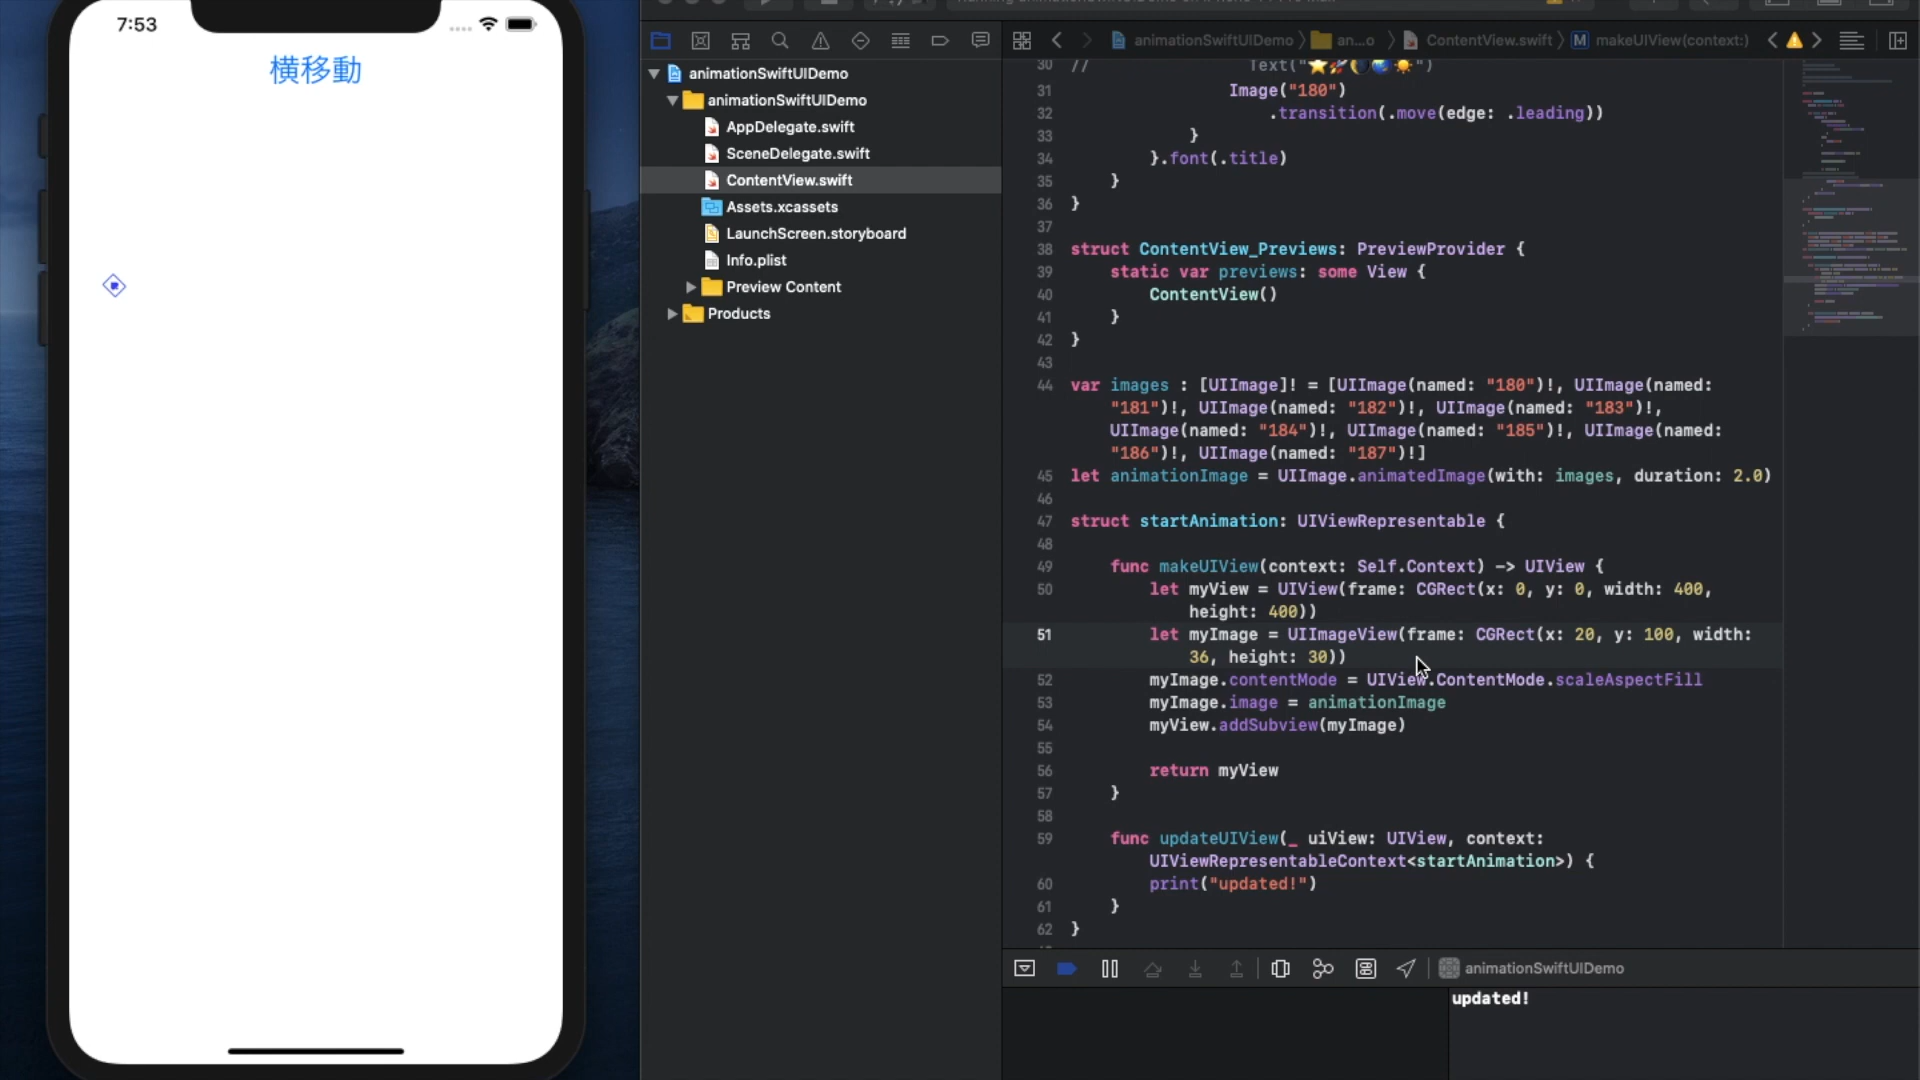 7:53
横移動
animationSwiftUIDemo
animationSwiftUIDemo
AppDelegate.swift
SceneDelegate.swift
ContentView.swift
Assets.xcassets
LaunchScreen.storyboard
Info.plist
Preview Content
Products
animationSwiftUIDemo
an...o
ContentView.swift
M makeUIView(context:)
30 // Text("⭐️🚀🌘🌏☀️")
31 Image("180")
32 .transition(.move(edge: .leading))
33 }
34 }.font(.title)
35 }
36 }
37
38 struct ContentView_Previews: PreviewProvider {
39 static var previews: some View {
40 ContentView()
41 }
42 }
43
44 var images : [UIImage]! = [UIImage(named: "180")!, UIImage(named:
"181")!, UIImage(named: "182")!, UIImage(named: "183")!,
UIImage(named: "184")!, UIImage(named: "185")!, UIImage(named:
"186")!, UIImage(named: "187")!]
45 let animationImage = UIImage.animatedImage(with: images, duration: 2.0)
46
47 struct startAnimation: UIViewRepresentable {
48
49 func makeUIView(context: Self.Context) -> UIView {
50 let myView = UIView(frame: CGRect(x: 0, y: 0, width: 400,
height: 400))
51 let myImage = UIImageView(frame: CGRect(x: 20, y: 100, width:
36, height: 30))
52 myImage.contentMode = UIView.ContentMode.scaleAspectFill
53 myImage.image = animationImage
54 myView.addSubview(myImage)
55
56 return myView
57 }
58
59 func updateUIView(_ uiView: UIView, context:
UIViewRepresentableContext<startAnimation>) {
60 print("updated!")
61 }
62 }
animationSwiftUIDemo
updated!